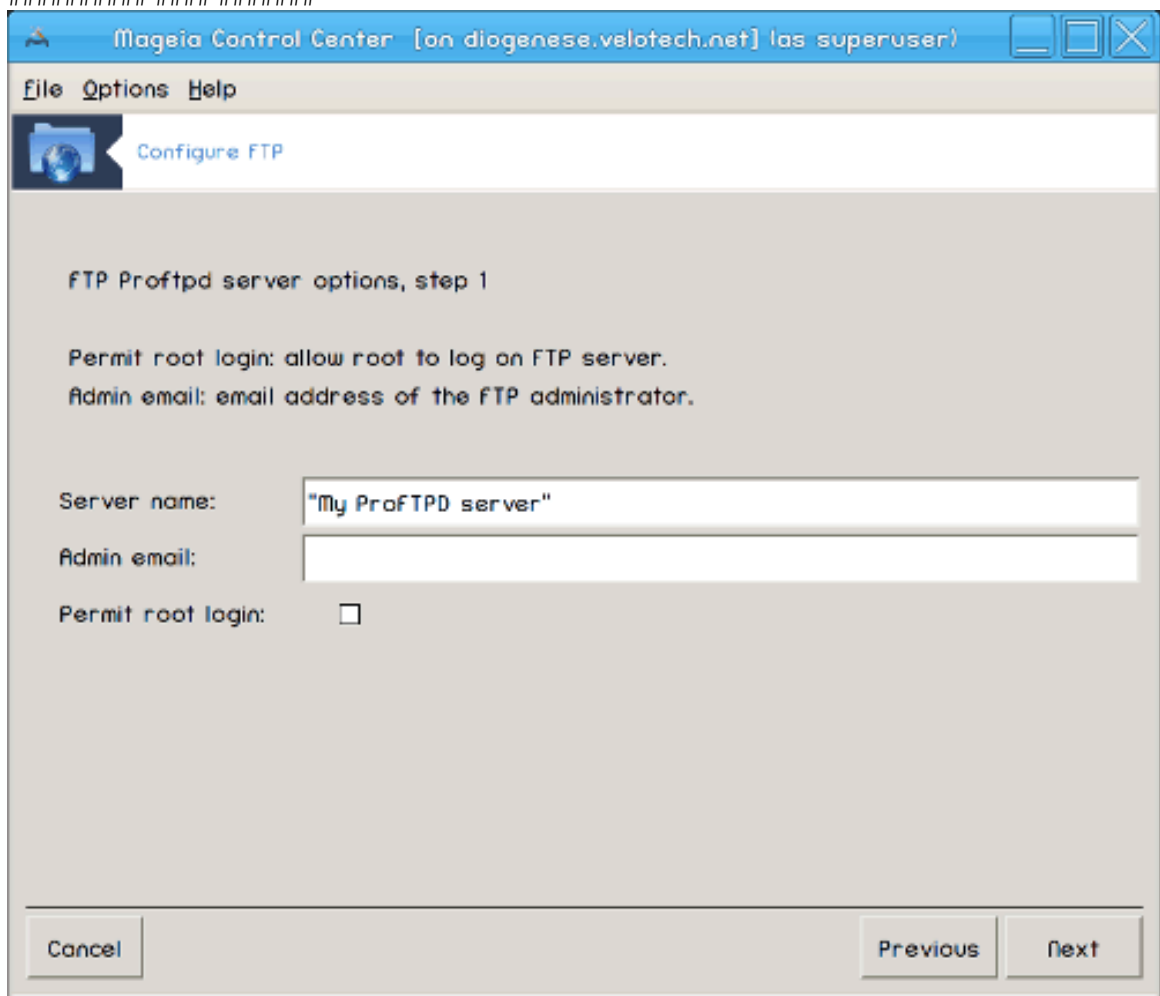 Mageia Control Center [on diogenese.velotech.net] (as superuser)
File Options Help
Configure FTP
FTP Proftpd server options, step 1
Permit root login: allow root to log on FTP server.
Admin email: email address of the FTP administrator.
Server name: "My ProFTPD server"
Admin email:
Permit root login:
Cancel Previous Next